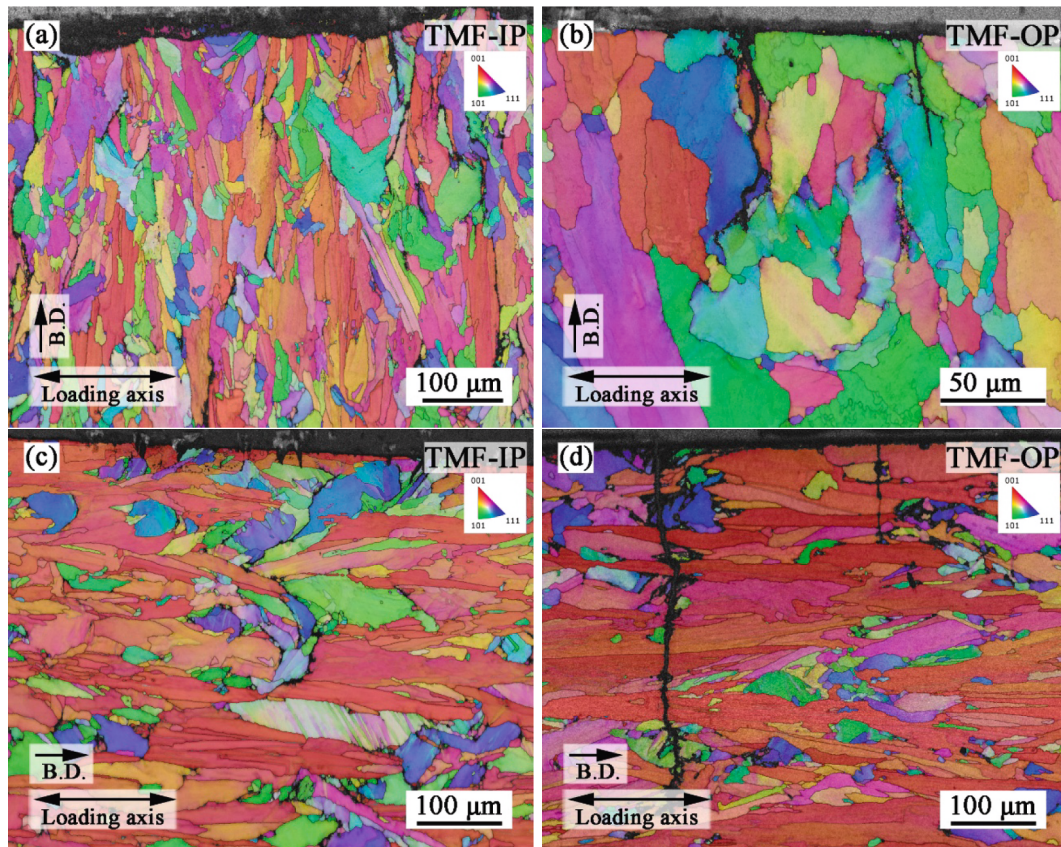 (a) TMF-IP
001
101 111
B.D.
Loading axis
100 μm
(b) TMF-OP
001
101 111
B.D.
Loading axis
50 μm
(c) TMF-IP
001
101 111
B.D.
Loading axis
100 μm
(d) TMF-OP
001
101 111
B.D.
Loading axis
100 μm